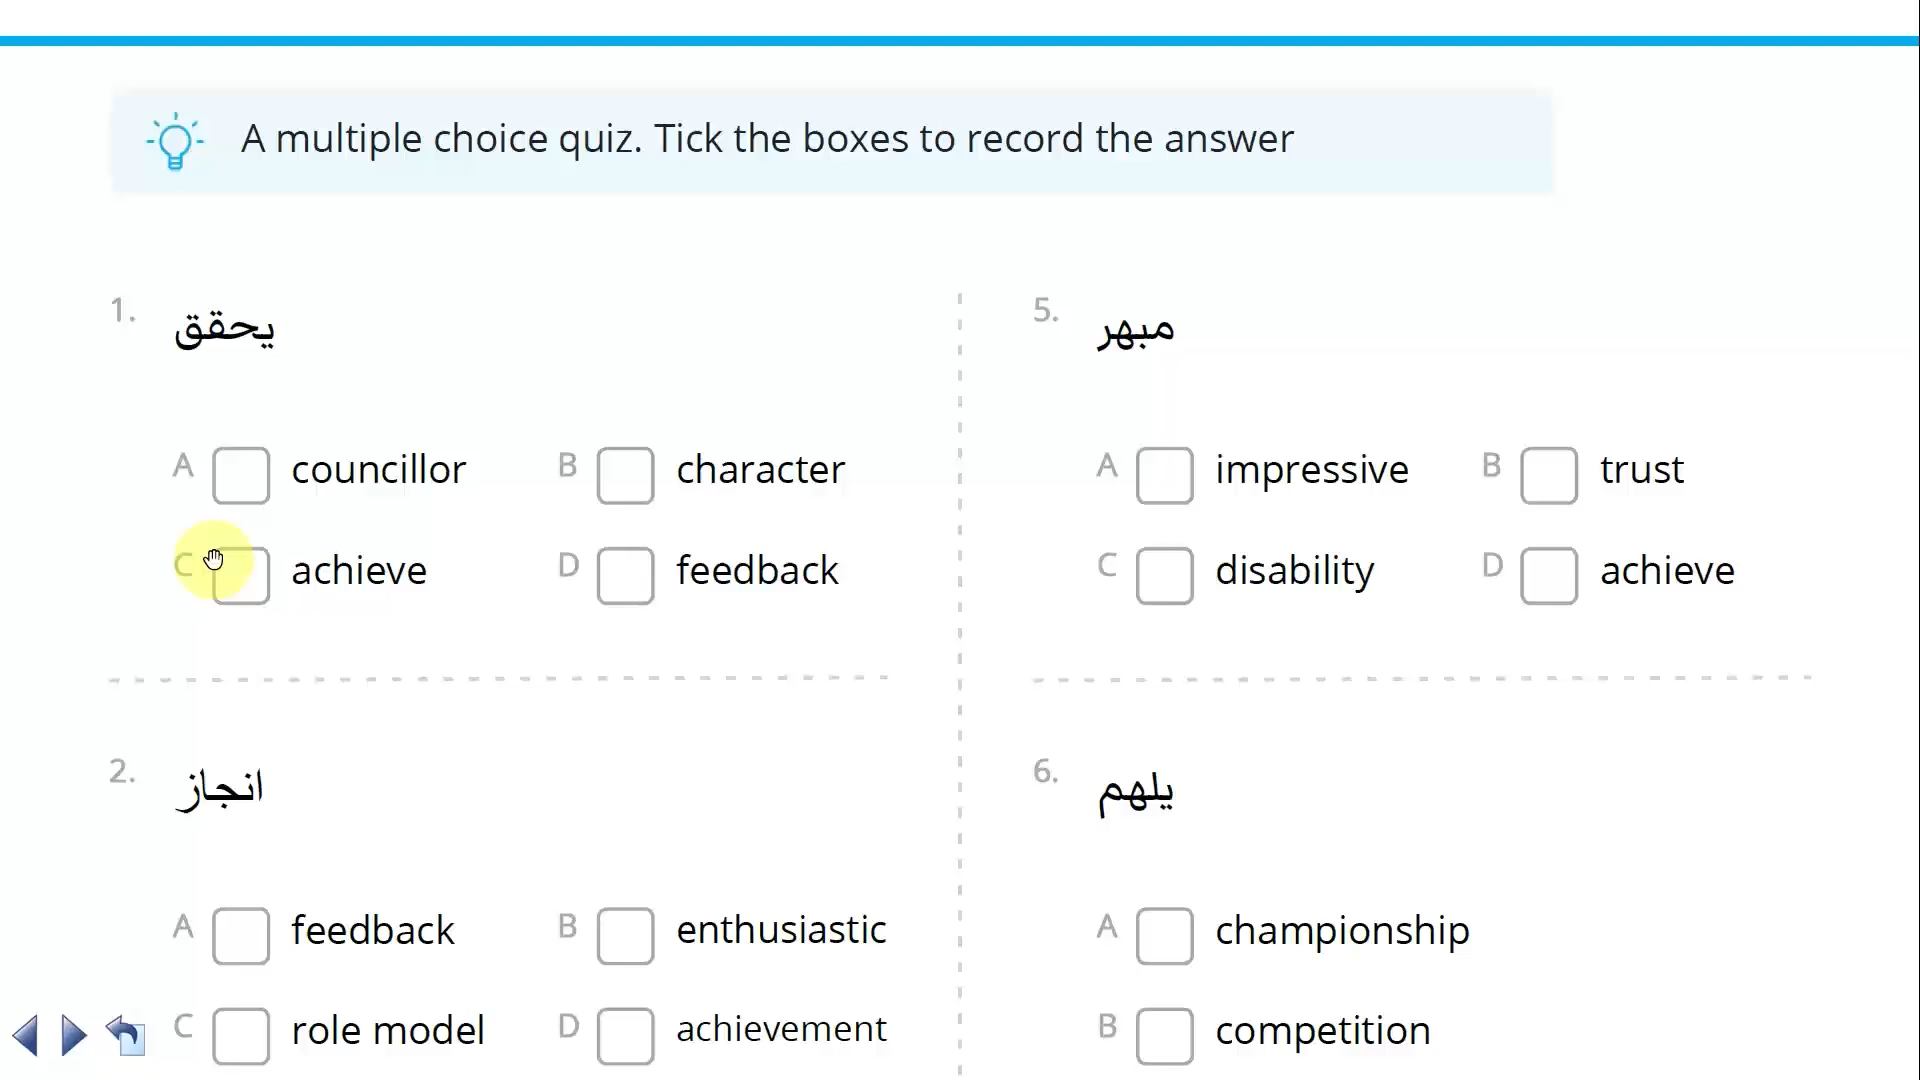 A multiple choice quiz. Tick the boxes to record the answer
1. يحقق
A councillor B character
C achieve D feedback
2. انجاز
A feedback B enthusiastic
C role model D achievement
5. مبهر
A impressive B trust
C disability D achieve
6. يلهم
A championship
B competition